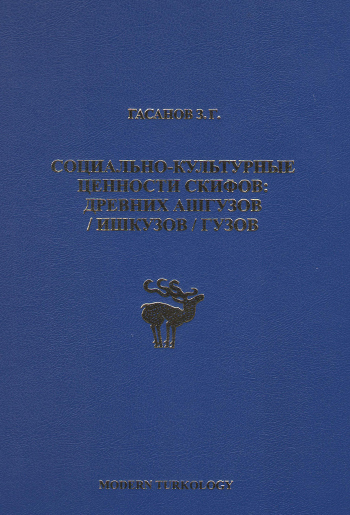 ГАСАНОВ З.Г.
СОЦИАЛЬНО-КУЛЬТУРНЫЕ
ЦЕННОСТИ СКИФОВ:
ДРЕВНИХ АШГУЗОВ
/ ИШКУЗОВ / ГУЗОВ
MODERN TURKOLOGY